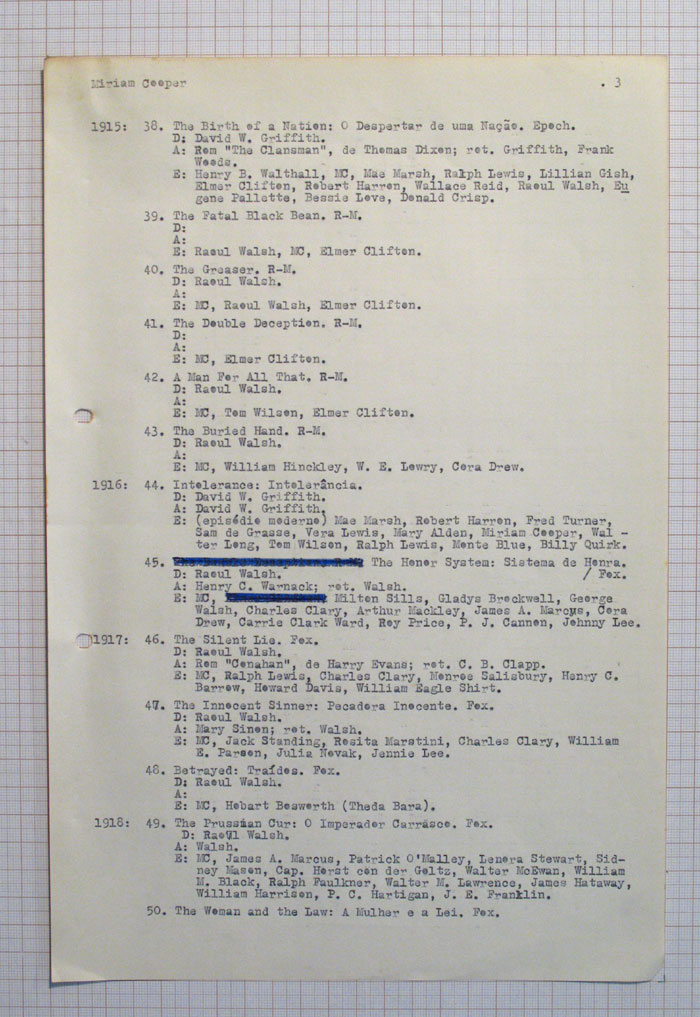 Miriam Cooper . 3
1915: 38. The Birth of a Nation: O Despertar de uma Nação. Epoch.
D: David W. Griffith.
A: Rom "The Clansman", de Thomas Dixon; rot. Griffith, Frank
Woods.
E: Henry B. Walthall, MC, Mae Marsh, Ralph Lewis, Lillian Gish,
Elmer Clifton, Robert Harron, Wallace Reid, Raoul Walsh, Eu
gene Pallette, Bessie Love, Donald Crisp.
39. The Fatal Black Bean. R-M.
D:
A:
E: Raoul Walsh, MC, Elmer Clifton.
40. The Greaser. R-M.
D: Raoul Walsh.
A:
E: MC, Raoul Walsh, Elmer Clifton.
41. The Double Deception. R-M.
D:
A:
E: MC, Elmer Clifton.
42. A Man For All That. R-M.
D: Raoul Walsh.
A:
E: MC, Tom Wilson, Elmer Clifton.
43. The Buried Hand. R-M.
D: Raoul Walsh.
A:
E: MC, William Hinckley, W. E. Lowry, Cora Drew.
1916: 44. Intolerance: Intolerância.
D: David W. Griffith.
A: David W. Griffith.
E: (episódio moderno) Mae Marsh, Robert Harron, Fred Turner,
Sam de Grasse, Vera Lewis, Mary Alden, Miriam Cooper, Wal -
ter Long, Tom Wilson, Ralph Lewis, Monte Blue, Billy Quirk.
45. The Honor System: Sistema de Honra.
D: Raoul Walsh. / Fox.
A: Henry C. Warnack; rot. Walsh.
E: MC, Milton Sills, Gladys Brockwell, George
Walsh, Charles Clary, Arthur Mackley, James A. Marcus, Cora
Drew, Carrie Clark Ward, Roy Price, P. J. Cannon, Johnny Lee.
1917: 46. The Silent Lie. Fox.
D: Raoul Walsh.
A: Rom "Conahan", de Harry Evans; rot. C. B. Clapp.
E: MC, Ralph Lewis, Charles Clary, Monroe Salisbury, Henry C.
Barrow, Howard Davis, William Eagle Shirt.
47. The Innocent Sinner: Pecadora Inocente. Fox.
D: Raoul Walsh.
A: Mary Sinon; rot. Walsh.
E: MC, Jack Standing, Rosita Marstini, Charles Clary, William
E. Parson, Julia Novak, Jennie Lee.
48. Betrayed: Traídos. Fox.
D: Raoul Walsh.
A:
E: MC, Hobart Bosworth (Theda Bara).
1918: 49. The Prussian Cur: O Imperador Carrasco. Fox.
D: Raoul Walsh.
A: Walsh.
E: MC, James A. Marcus, Patrick O'Malley, Lenora Stewart, Sid-
ney Mason, Cap. Horst con der Goltz, Walter McEwan, William
M. Black, Ralph Faulkner, Walter M. Lawrence, James Hataway,
William Harrison, P. C. Hartigan, J. E. Franklin.
50. The Woman and the Law: A Mulher e a Lei. Fox.